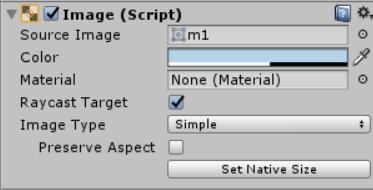 Image (Script)
Source Image m1
Color
Material None (Material)
Raycast Target
Image Type Simple
Preserve Aspect
Set Native Size